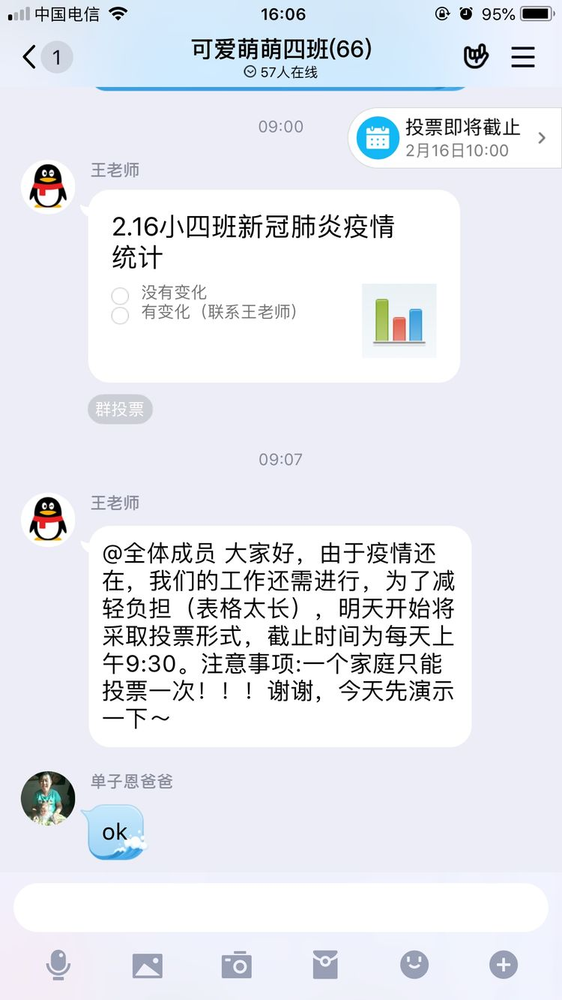 中国电信
16:06
95%
1
可爱萌萌四班(66)
57人在线
09:00
投票即将截止
2月16日10:00
王老师
2.16小四班新冠肺炎疫情
统计
没有变化
有变化（联系王老师）
群投票
09:07
王老师
@全体成员 大家好，由于疫情还
在，我们的工作还需进行，为了减
轻负担（表格太长），明天开始将
采取投票形式，截止时间为每天上
午9:30。注意事项:一个家庭只能
投票一次！！！谢谢，今天先演示
一下～
单子恩爸爸
ok